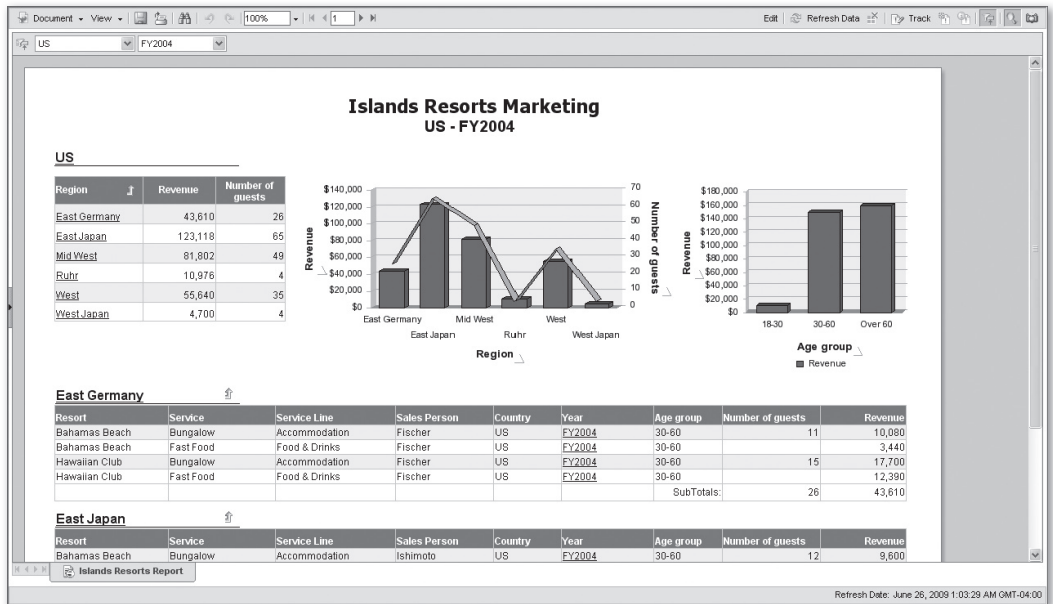 Document View 100% 1 Edit Refresh Data Track
US FY2004
Islands Resorts Marketing
US - FY2004
US
Region Revenue Number of guests
East Germany 43,610 26
East Japan 123,118 65
Mid West 81,802 49
Ruhr 10,976 4
West 55,640 35
West Japan 4,700 4
Revenue
$140,000
$120,000
$100,000
$80,000
$60,000
$40,000
$20,000
$0
70
60
50
40
30
20
10
0
Number of guests
East Germany Mid West West
East Japan Ruhr West Japan
Region
Revenue
$180,000
$160,000
$140,000
$120,000
$100,000
$80,000
$60,000
$40,000
$20,000
$0
18-30 30-60 Over 60
Age group
Revenue
East Germany
Resort Service Service Line Sales Person Country Year Age group Number of guests Revenue
Bahamas Beach Bungalow Accommodation Fischer US FY2004 30-60 11 10,080
Bahamas Beach Fast Food Food & Drinks Fischer US FY2004 30-60 3,440
Hawaiian Club Bungalow Accommodation Fischer US FY2004 30-60 15 17,700
Hawaiian Club Fast Food Food & Drinks Fischer US FY2004 30-60 12,390
SubTotals: 26 43,610
East Japan
Resort Service Service Line Sales Person Country Year Age group Number of guests Revenue
Bahamas Beach Bungalow Accommodation Ishimoto US FY2004 30-60 12 9,600
Islands Resorts Report
Refresh Date: June 26, 2009 1:03:29 AM GMT-04:00